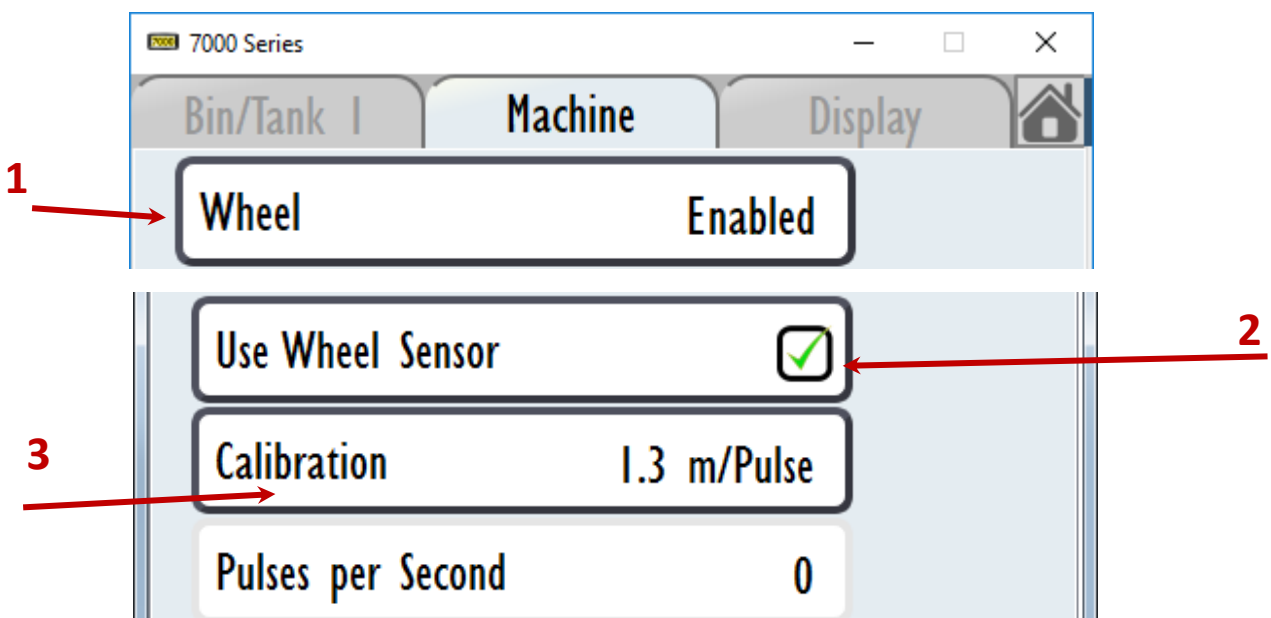 7000 7000 Series
Bin/Tank 1 Machine Display
1
Wheel Enabled
Use Wheel Sensor
2
Calibration 1.3 m/Pulse
3
Pulses per Second 0